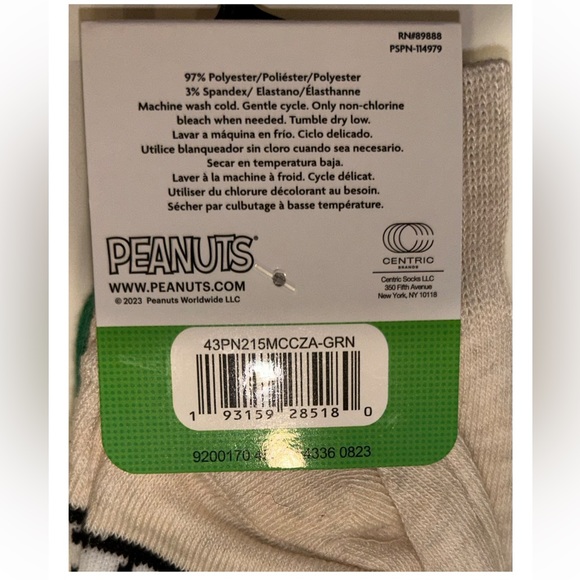 RN#89888
PSPN-114979
97% Polyester/Poliéster/Polyester
3% Spandex/ Elastano/Élasthanne
Machine wash cold. Gentle cycle. Only non-chlorine
bleach when needed. Tumble dry low.
Lavar a máquina en frío. Ciclo delicado.
Utilice blanqueador sin cloro cuando sea necesario.
Secar en temperatura baja.
Laver à la machine à froid. Cycle délicat.
Utiliser du chlorure décolorant au besoin.
Sécher par culbutage à basse température.
PEANUTS®
WWW.PEANUTS.COM
© 2023 Peanuts Worldwide LLC
CENTRIC
BRANDS
Centric Socks LLC
350 Fifth Avenue
New York, NY 10118
43PN215MCCZA-GRN
1 93159 28518 0
9200170 4336 0823